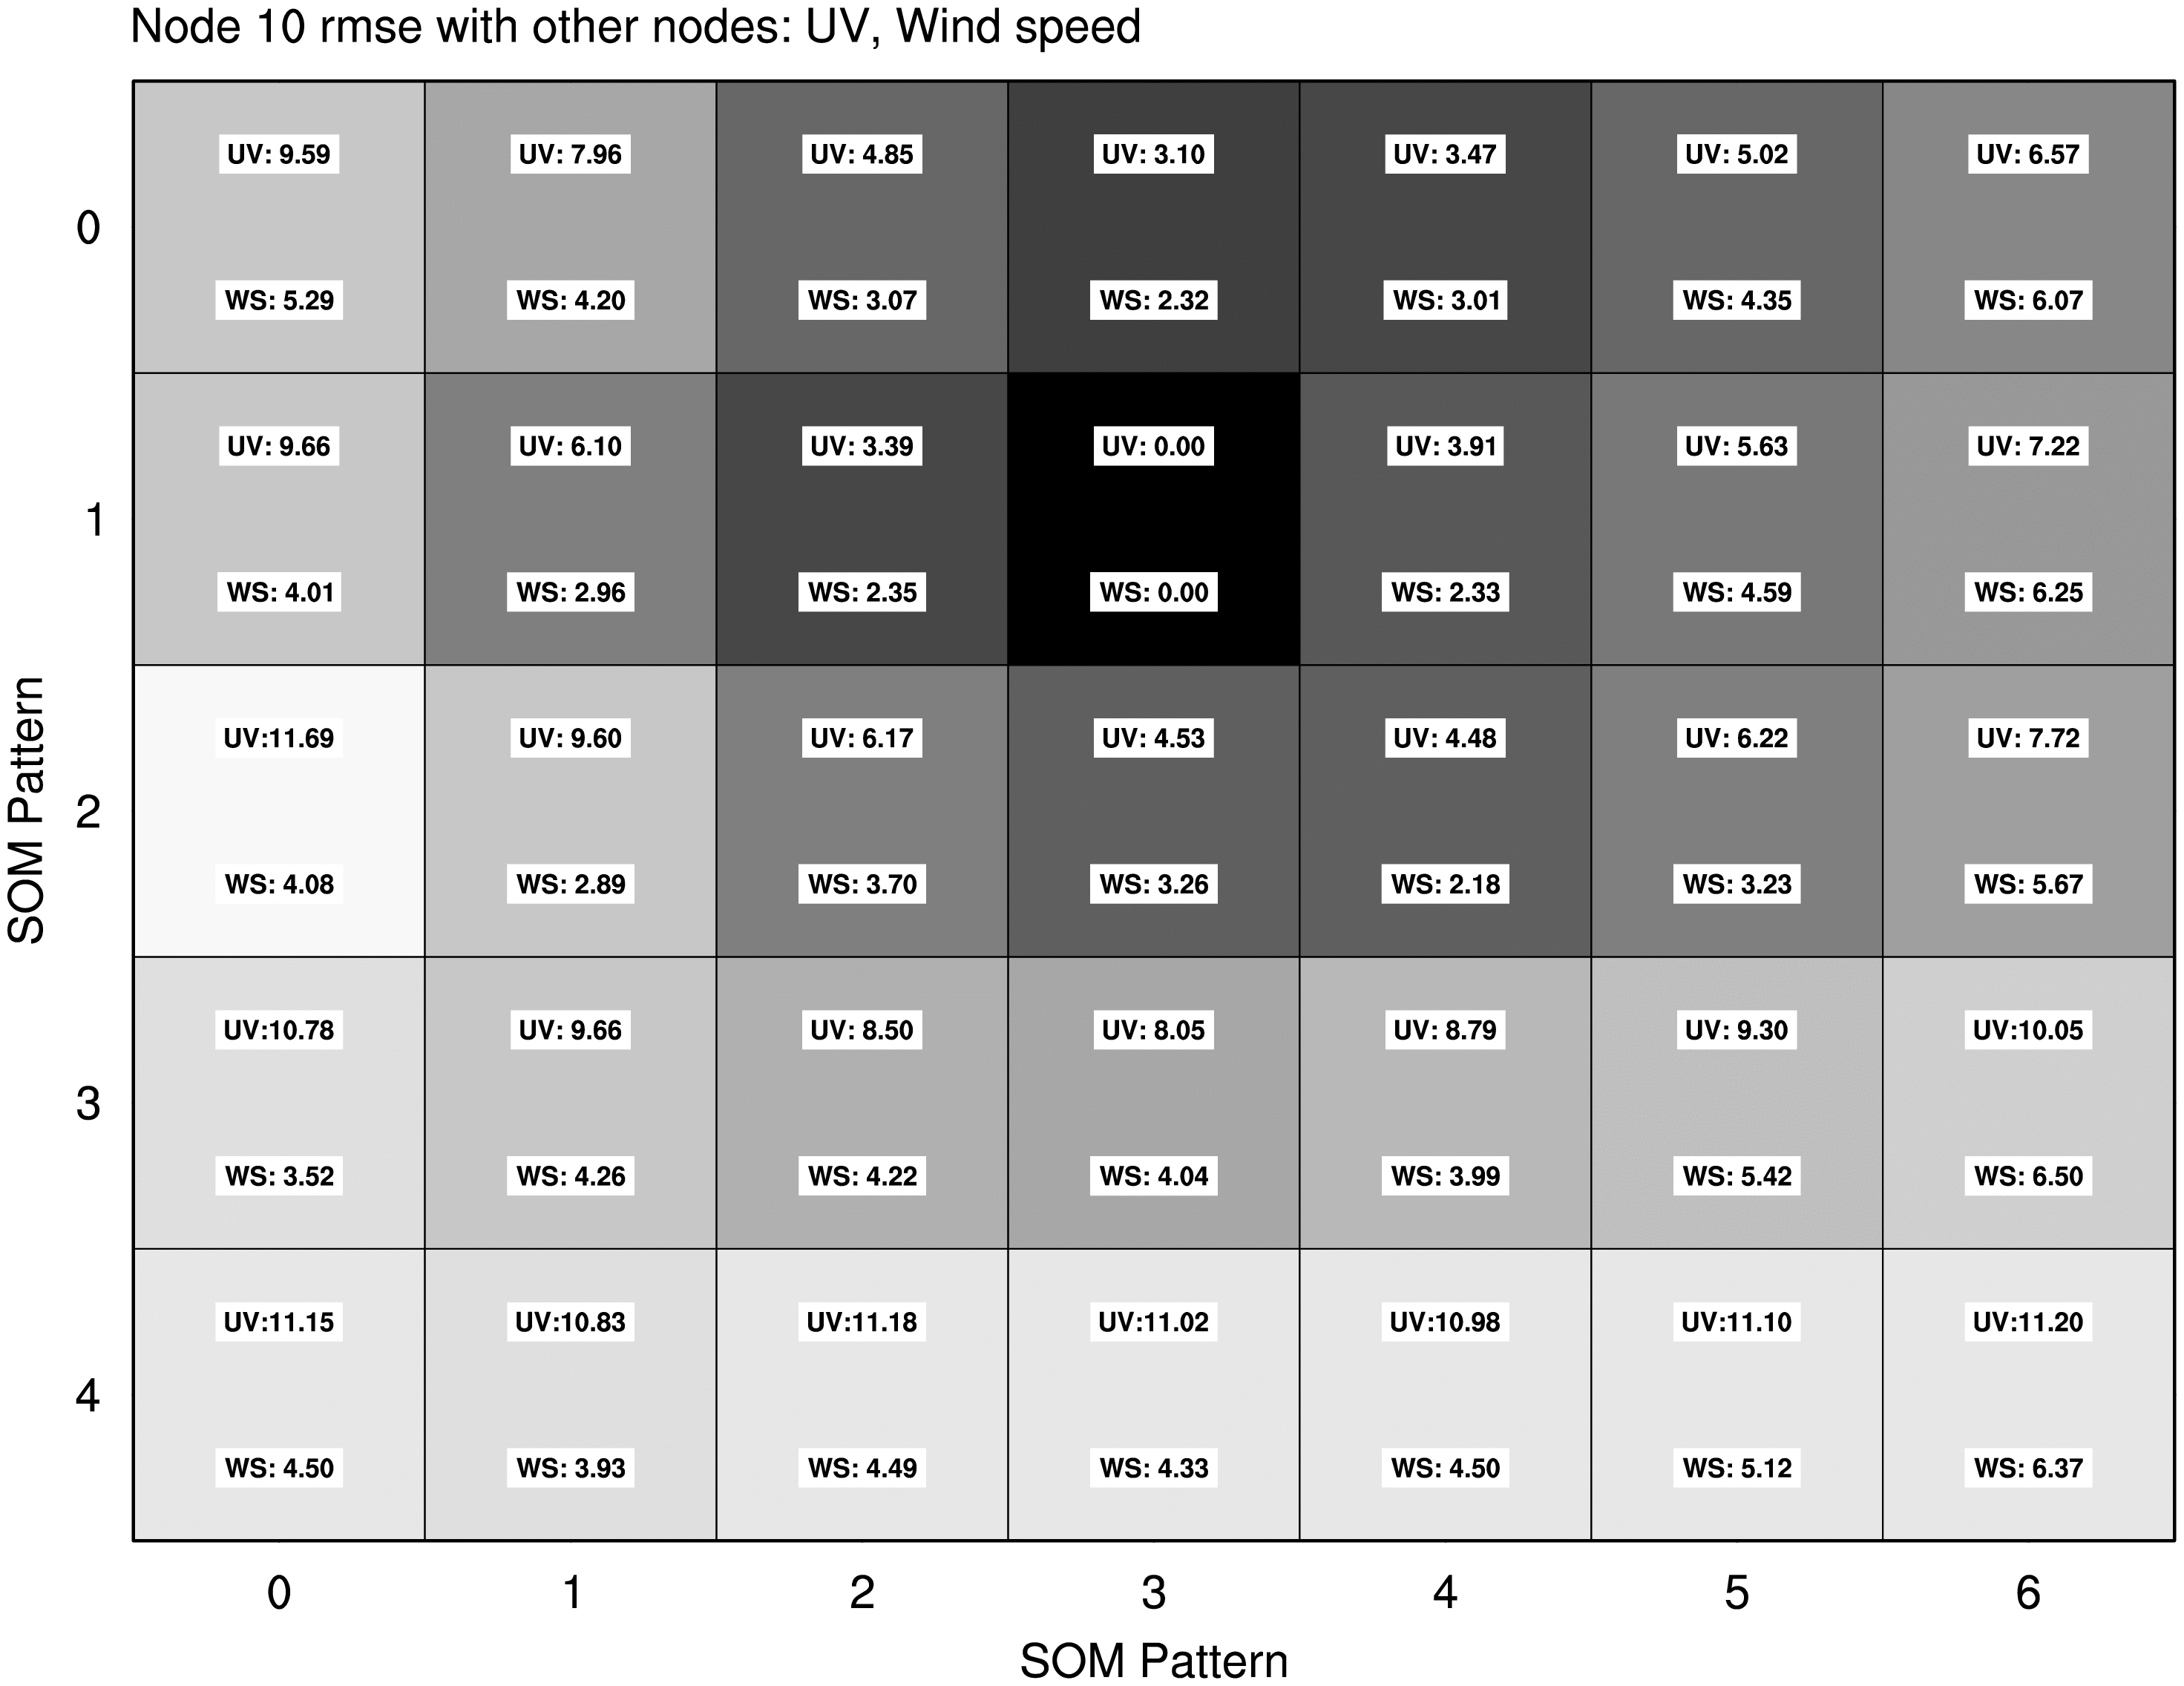 Node 10 rmse with other nodes: UV, Wind speed
UV: 9.59 UV: 7.96 UV: 4.85 UV: 3.10 UV: 3.47 UV: 5.02 UV: 6.57
0
WS: 5.29 WS: 4.20 WS: 3.07 WS: 2.32 WS: 3.01 WS: 4.35 WS: 6.07
UV: 9.66 UV: 6.10 UV: 3.39 UV: 0.00 UV: 3.91 UV: 5.63 UV: 7.22
1
WS: 4.01 WS: 2.96 WS: 2.35 WS: 0.00 WS: 2.33 WS: 4.59 WS: 6.25
SOM Pattern
UV:11.69 UV: 9.60 UV: 6.17 UV: 4.53 UV: 4.48 UV: 6.22 UV: 7.72
2
WS: 4.08 WS: 2.89 WS: 3.70 WS: 3.26 WS: 2.18 WS: 3.23 WS: 5.67
UV:10.78 UV: 9.66 UV: 8.50 UV: 8.05 UV: 8.79 UV: 9.30 UV:10.05
3
WS: 3.52 WS: 4.26 WS: 4.22 WS: 4.04 WS: 3.99 WS: 5.42 WS: 6.50
UV:11.15 UV:10.83 UV:11.18 UV:11.02 UV:10.98 UV:11.10 UV:11.20
4
WS: 4.50 WS: 3.93 WS: 4.49 WS: 4.33 WS: 4.50 WS: 5.12 WS: 6.37
0 1 2 3 4 5 6
SOM Pattern